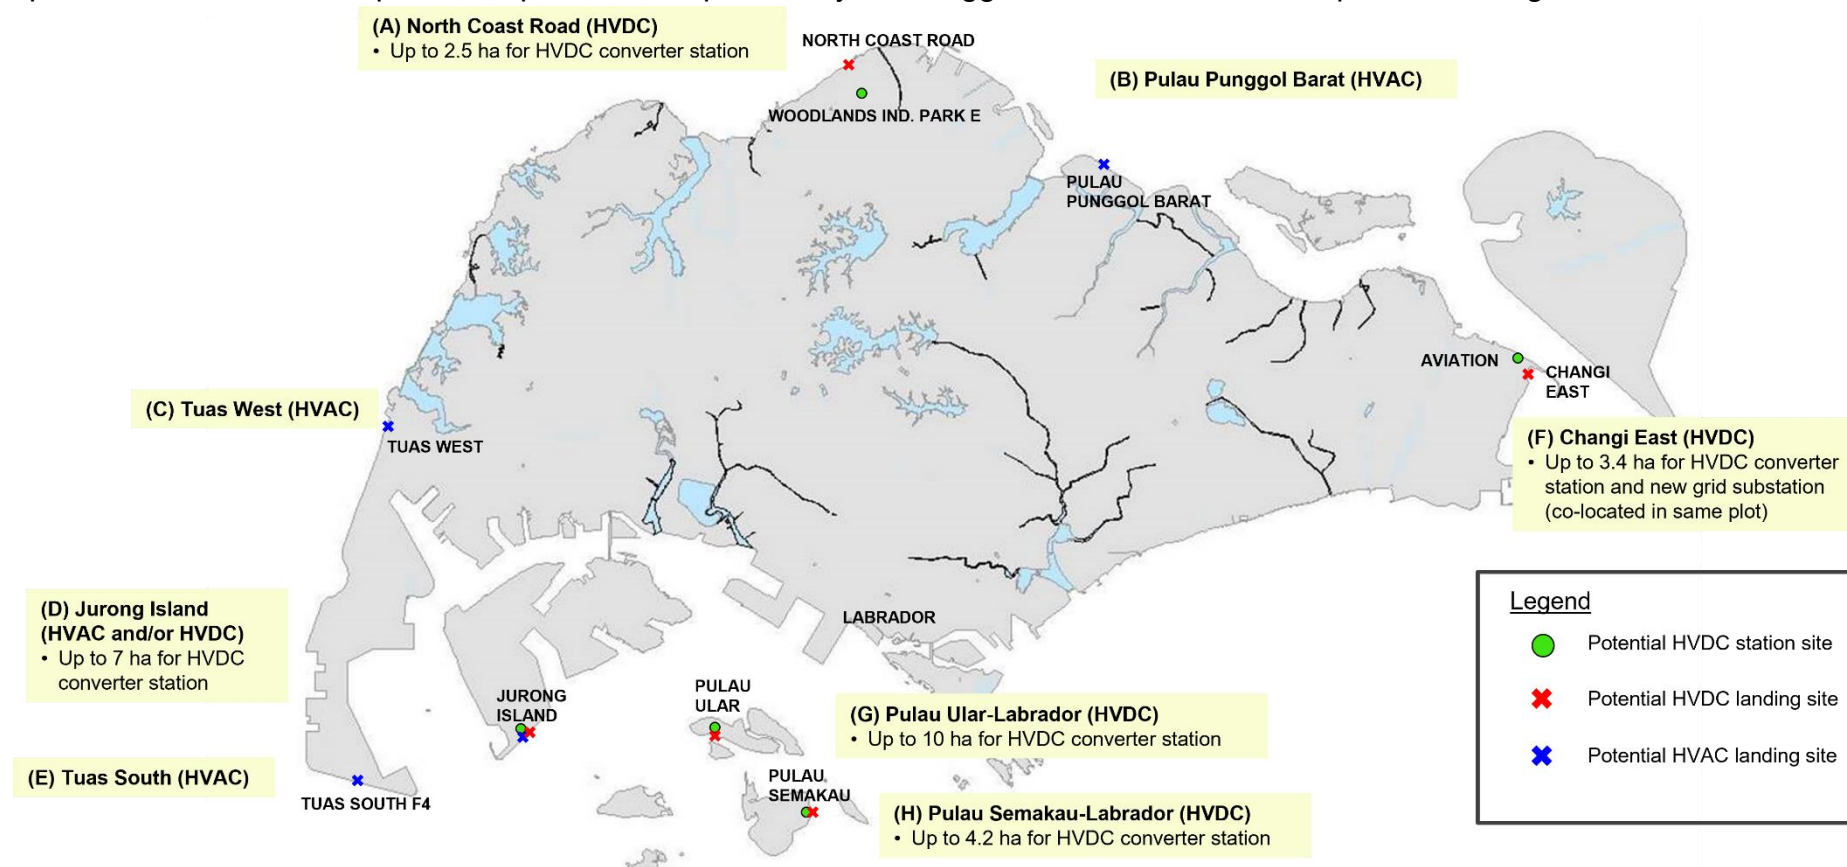 (A) North Coast Road (HVDC)
• Up to 2.5 ha for HVDC converter station
NORTH COAST ROAD
WOODLANDS IND. PARK E
(B) Pulau Punggol Barat (HVAC)
PULAU
PUNGGOL BARAT
AVIATION
CHANGI
EAST
(C) Tuas West (HVAC)
TUAS WEST
(F) Changi East (HVDC)
• Up to 3.4 ha for HVDC converter
station and new grid substation
(co-located in same plot)
(D) Jurong Island
(HVAC and/or HVDC)
• Up to 7 ha for HVDC
converter station
LABRADOR
JURONG
ISLAND
PULAU
ULAR
(G) Pulau Ular-Labrador (HVDC)
• Up to 10 ha for HVDC converter station
(E) Tuas South (HVAC)
TUAS SOUTH F4
PULAU
SEMAKAU
(H) Pulau Semakau-Labrador (HVDC)
• Up to 4.2 ha for HVDC converter station
Legend
Potential HVDC station site
Potential HVDC landing site
Potential HVAC landing site